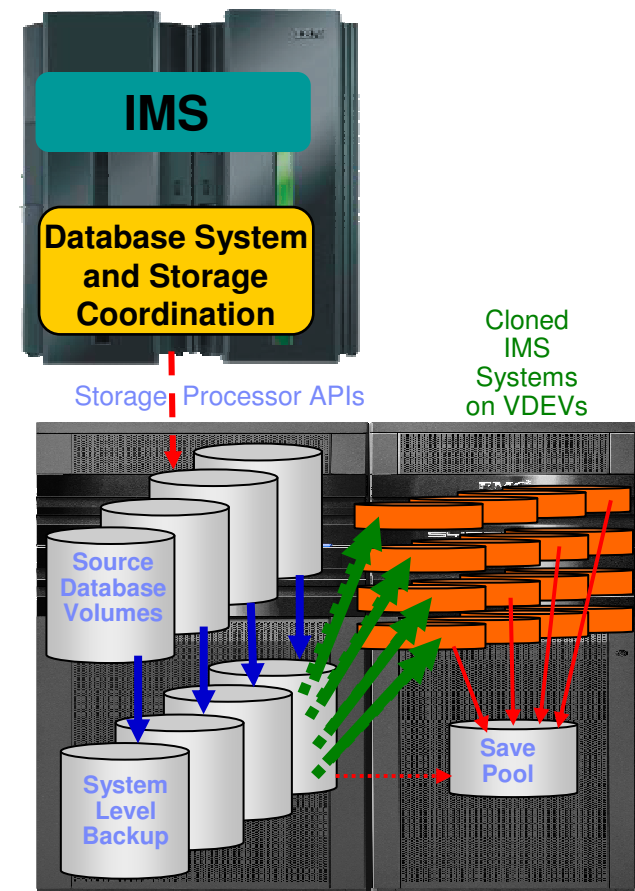 IBM
IMS
Database System
and Storage
Coordination
Cloned
IMS
Systems
on VDEVs
Storage Processor APIs
Source
Database
Volumes
System
Level
Backup
Save
Pool